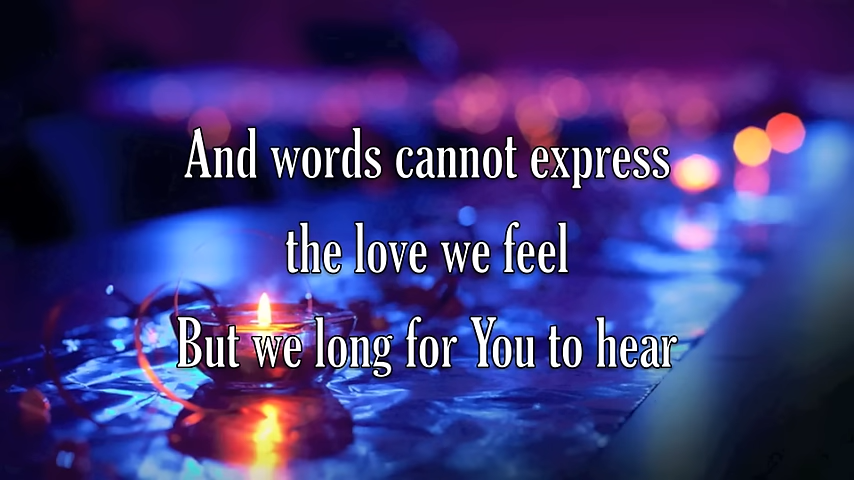 And words cannot express
the love we feel
But we long for You to hear